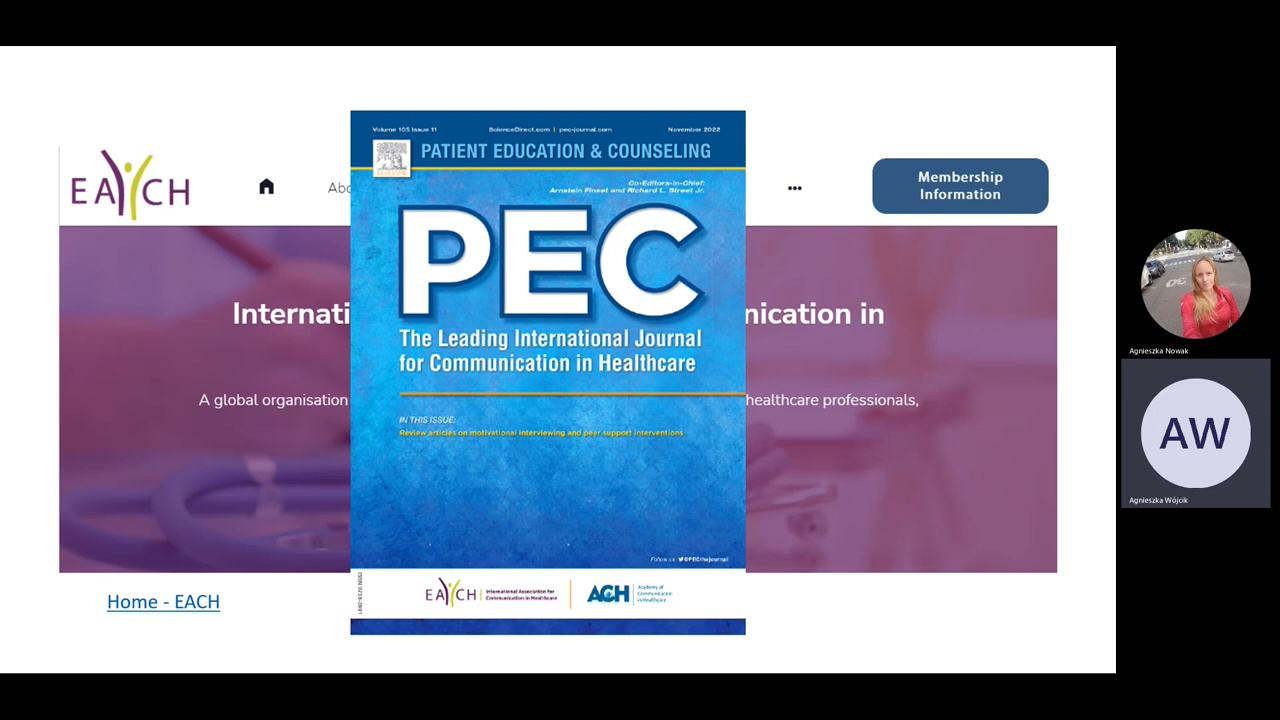 EACH
Abo
•••
Membership
Information
Internati
nication in
A global organisation
healthcare professionals,
Home - EACH
Volume 105 Issue 11
ScienceDirect.com | pec-journal.com
November 2022
ELSEVIER
PATIENT EDUCATION & COUNSELING
Co-Editors-in-Chief:
Arnstein Finset and Richard L. Street Jr.
PEC
The Leading International Journal
for Communication in Healthcare
IN THIS ISSUE:
Review articles on motivational interviewing and peer support interventions
Follow us @PECthejournal
EACH | International Association for
Communication in Healthcare
ACH Academy of
Communication
in Healthcare
Agnieszka Nowak
AW
Agnieszka Wójcik